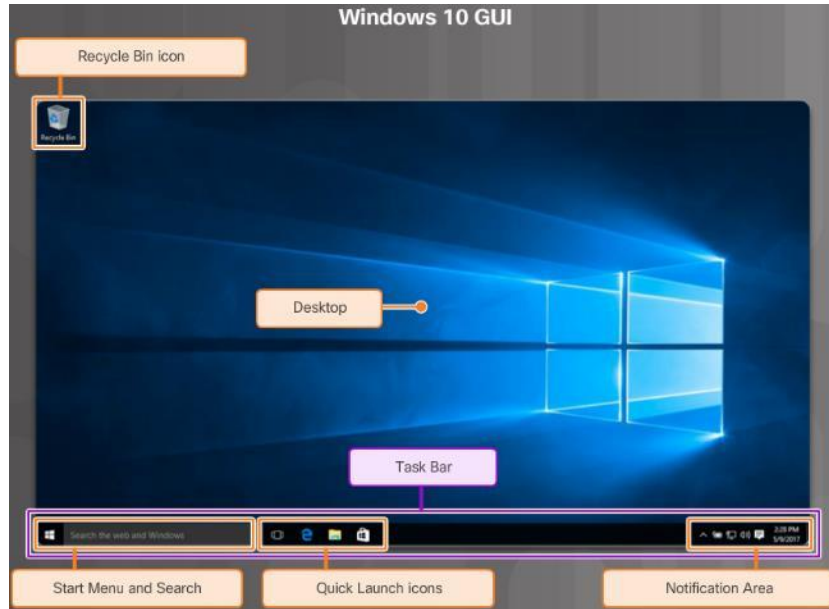 Windows 10 GUI
Recycle Bin icon
Recycle Bin
Desktop
Task Bar
Search the web and Windows
2:28 PM
5/9/2017
Start Menu and Search
Quick Launch icons
Notification Area